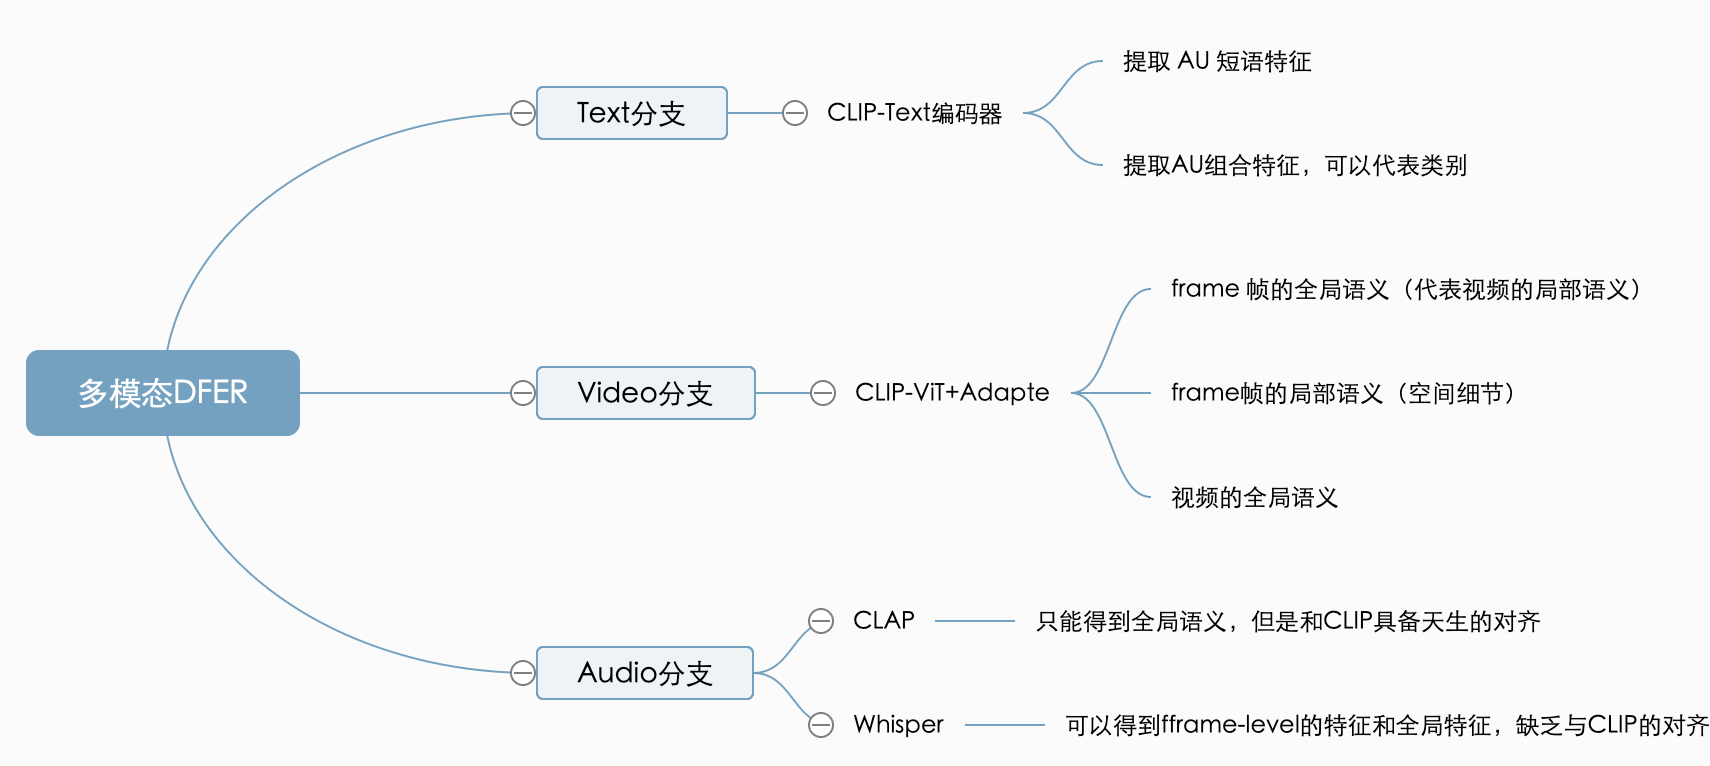 多模态DFER
Text分支
CLIP-Text编码器
提取 AU 短语特征
提取AU组合特征，可以代表类别
Video分支
CLIP-ViT+Adapte
frame 帧的全局语义（代表视频的局部语义）
frame帧的局部语义（空间细节）
视频的全局语义
Audio分支
CLAP
只能得到全局语义，但是和CLIP具备天生的对齐
Whisper
可以得到fframe-level的特征和全局特征，缺乏与CLIP的对齐